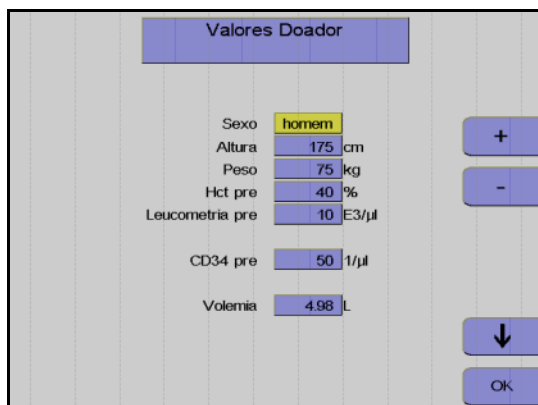 Valores Doador
Sexo homem
+
Altura 175 cm
Peso 75 kg
-
Hct pre 40 %
Leucometria pre 10 E3/µl
CD34 pre 50 1/µl
Volemia 4.98 L
↓
OK